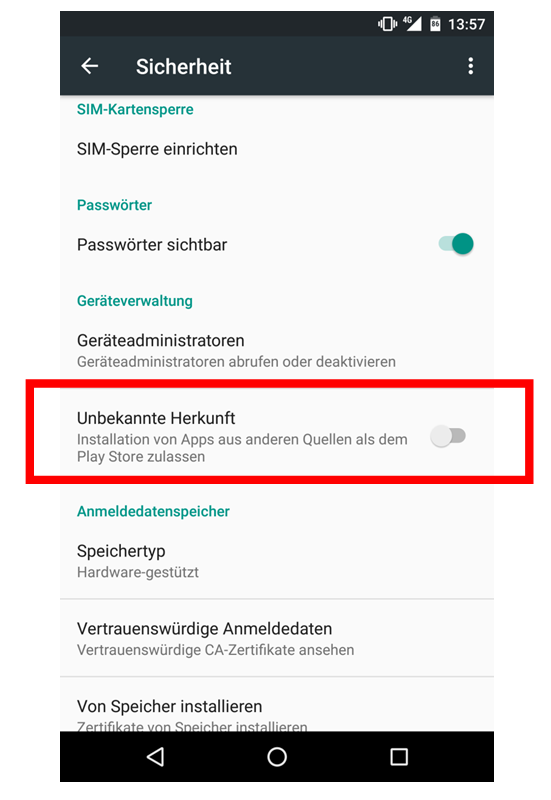 4G 86 13:57
Sicherheit
SIM-Kartensperre
SIM-Sperre einrichten
Passwörter
Passwörter sichtbar
Geräteverwaltung
Geräteadministratoren
Geräteadministratoren abrufen oder deaktivieren
Unbekannte Herkunft
Installation von Apps aus anderen Quellen als dem
Play Store zulassen
Anmeldedatenspeicher
Speichertyp
Hardware-gestützt
Vertrauenswürdige Anmeldedaten
Vertrauenswürdige CA-Zertifikate ansehen
Von Speicher installieren
Zertifikate von Speicher installieren